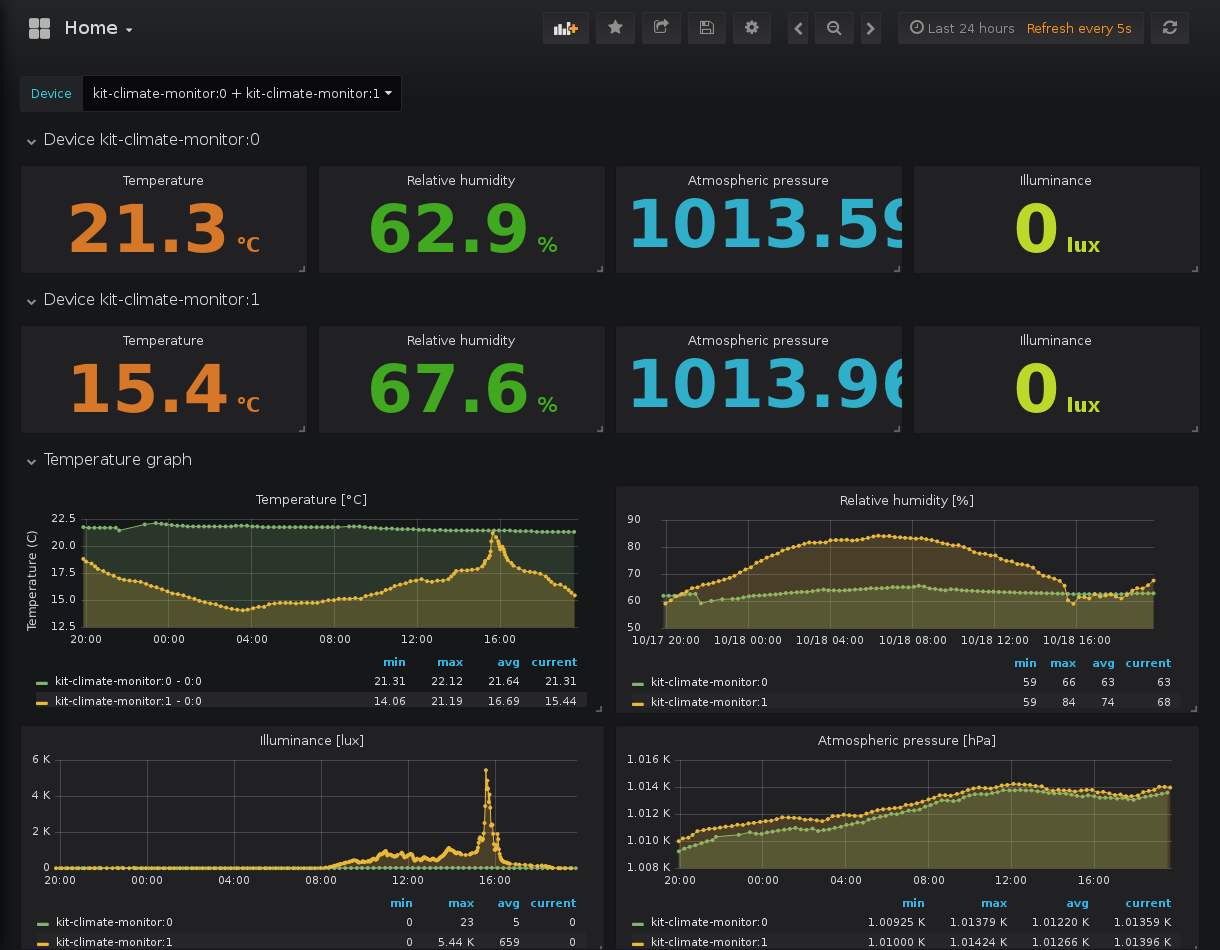 Home
Last 24 hours Refresh every 5s
Device kit-climate-monitor:0 + kit-climate-monitor:1
Device kit-climate-monitor:0
Temperature Relative humidity Atmospheric pressure Illuminance
21.3 °C 62.9 % 1013.59 0 lux
Device kit-climate-monitor:1
Temperature Relative humidity Atmospheric pressure Illuminance
15.4 °C 67.6 % 1013.96 0 lux
Temperature graph
Temperature [°C]
Temperature (C)
22.5
20.0
17.5
15.0
12.5
20:00 00:00 04:00 08:00 12:00 16:00
min max avg current
kit-climate-monitor:0 - 0:0 21.31 22.12 21.64 21.31
kit-climate-monitor:1 - 0:0 14.06 21.19 16.69 15.44
Relative humidity [%]
90
80
70
60
50
10/17 20:00 10/18 00:00 10/18 04:00 10/18 08:00 10/18 12:00 10/18 16:00
min max avg current
kit-climate-monitor:0 59 66 63 63
kit-climate-monitor:1 59 84 74 68
Illuminance [lux]
6 K
4 K
2 K
0
20:00 00:00 04:00 08:00 12:00 16:00
min max avg current
kit-climate-monitor:0 0 23 5 0
kit-climate-monitor:1 0 5.44 K 659 0
Atmospheric pressure [hPa]
1.016 K
1.014 K
1.012 K
1.010 K
1.008 K
20:00 00:00 04:00 08:00 12:00 16:00
min max avg current
kit-climate-monitor:0 1.00925 K 1.01379 K 1.01220 K 1.01359 K
kit-climate-monitor:1 1.01000 K 1.01424 K 1.01266 K 1.01396 K